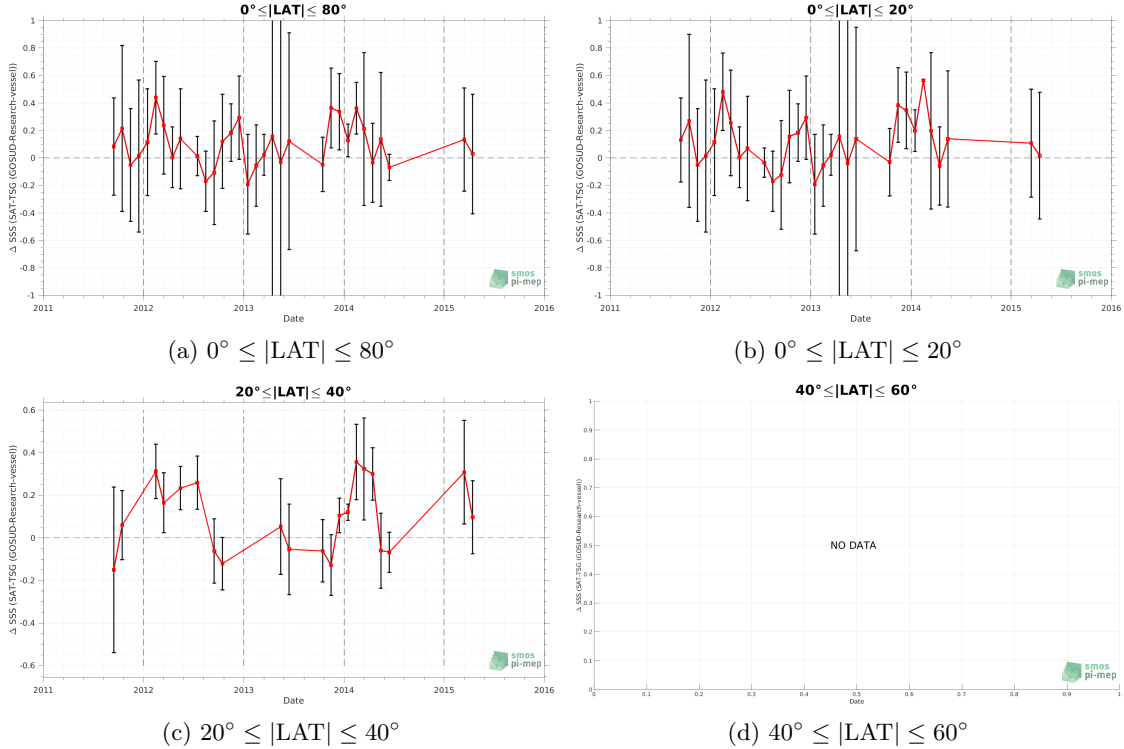 0°≤|LAT|≤ 80°
1
0.8
0.6
0.4
0.2
0
-0.2
-0.4
-0.6
-0.8
-1
Δ SSS (SAT-TSG (GOSUD-Research-vessel))
2011 2012 2013 2014 2015 2016
Date
smos
pi-mep
(a) 0° ≤ |LAT| ≤ 80°
0°≤|LAT|≤ 20°
1
0.8
0.6
0.4
0.2
0
-0.2
-0.4
-0.6
-0.8
-1
Δ SSS (SAT-TSG (GOSUD-Research-vessel))
2011 2012 2013 2014 2015 2016
Date
smos
pi-mep
(b) 0° ≤ |LAT| ≤ 20°
20°≤|LAT|≤ 40°
0.6
0.4
0.2
0
-0.2
-0.4
-0.6
Δ SSS (SAT-TSG (GOSUD-Research-vessel))
2011 2012 2013 2014 2015 2016
Date
smos
pi-mep
(c) 20° ≤ |LAT| ≤ 40°
40°≤|LAT|≤ 60°
1
0.9
0.8
0.7
0.6
0.5
0.4
0.3
0.2
0.1
0
Δ SSS (SAT-TSG (GOSUD-Research-vessel))
NO DATA
0 0.1 0.2 0.3 0.4 0.5 0.6 0.7 0.8 0.9 1
Date
smos
pi-mep
(d) 40° ≤ |LAT| ≤ 60°